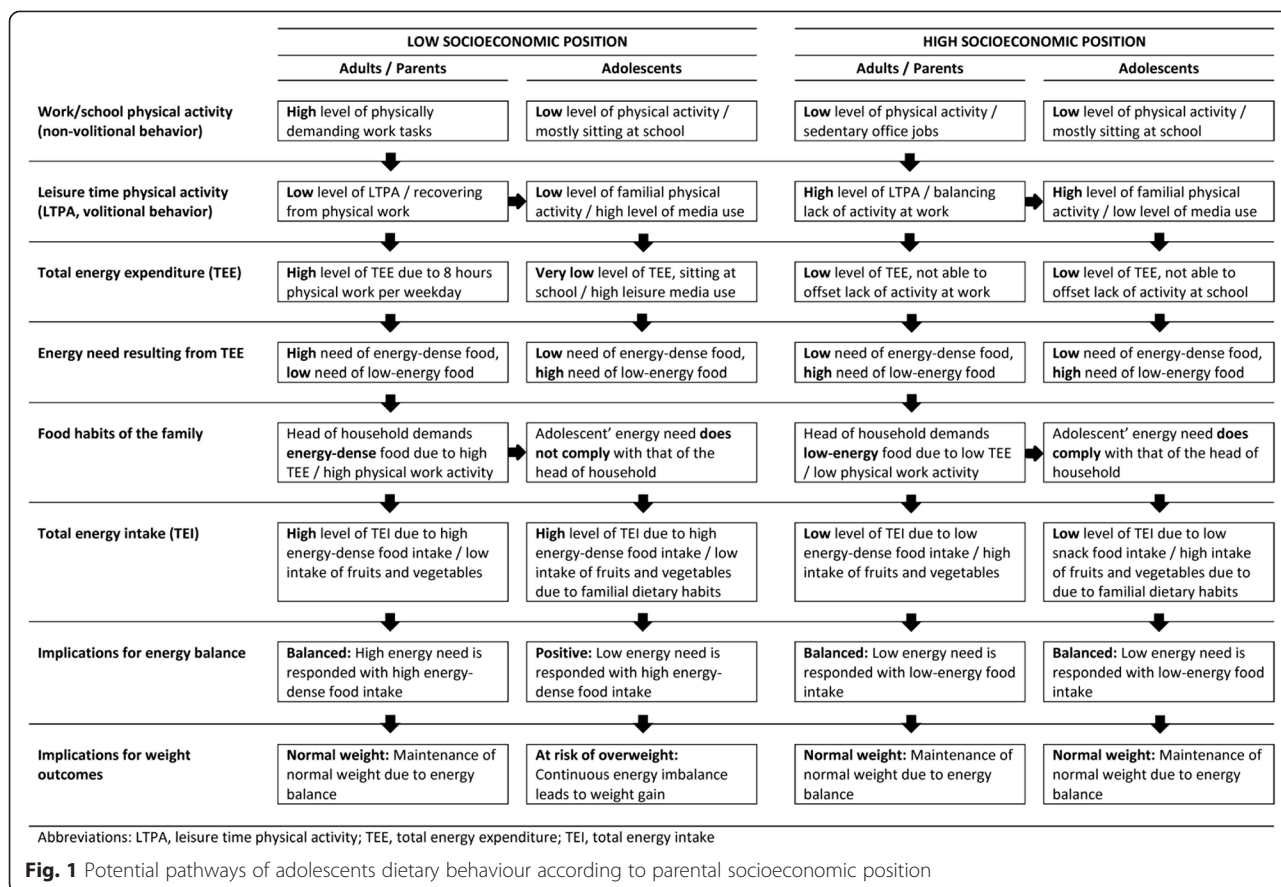 LOW SOCIOECONOMIC POSITION
HIGH SOCIOECONOMIC POSITION
Adults / Parents
Adolescents
Adults / Parents
Adolescents
Work/school physical activity
(non-volitional behavior)
High level of physically
demanding work tasks
Low level of physical activity /
mostly sitting at school
Low level of physical activity /
sedentary office jobs
Low level of physical activity /
mostly sitting at school
Leisure time physical activity
(LTPA, volitional behavior)
Low level of LTPA / recovering
from physical work
Low level of familial physical
activity / high level of media use
High level of LTPA / balancing
lack of activity at work
High level of familial physical
activity / low level of media use
Total energy expenditure (TEE)
High level of TEE due to 8 hours
physical work per weekday
Very low level of TEE, sitting at
school / high leisure media use
Low level of TEE, not able to
offset lack of activity at work
Low level of TEE, not able to
offset lack of activity at school
Energy need resulting from TEE
High need of energy-dense food,
low need of low-energy food
Low need of energy-dense food,
high need of low-energy food
Low need of energy-dense food,
high need of low-energy food
Low need of energy-dense food,
high need of low-energy food
Food habits of the family
Head of household demands
energy-dense food due to high
TEE / high physical work activity
Adolescent' energy need does
not comply with that of the
head of household
Head of household demands
low-energy food due to low TEE
/ low physical work activity
Adolescent' energy need does
comply with that of the head of
household
Total energy intake (TEI)
High level of TEI due to high
energy-dense food intake / low
intake of fruits and vegetables
High level of TEI due to high
energy-dense food intake / low
intake of fruits and vegetables
due to familial dietary habits
Low level of TEI due to low
energy-dense food intake / high
intake of fruits and vegetables
Low level of TEI due to low
snack food intake / high intake
of fruits and vegetables due to
due to familial dietary habits
Implications for energy balance
Balanced: High energy need is
responded with high energy-
dense food intake
Positive: Low energy need is
responded with high energy-
dense food intake
Balanced: Low energy need is
responded with low-energy food
intake
Balanced: Low energy need is
responded with low-energy food
intake
Implications for weight
outcomes
Normal weight: Maintenance of
normal weight due to energy
balance
At risk of overweight:
Continuous energy imbalance
leads to weight gain
Normal weight: Maintenance of
normal weight due to energy
balance
Normal weight: Maintenance of
normal weight due to energy
balance
Abbreviations: LTPA, leisure time physical activity; TEE, total energy expenditure; TEI, total energy intake
Fig. 1 Potential pathways of adolescents dietary behaviour according to parental socioeconomic position